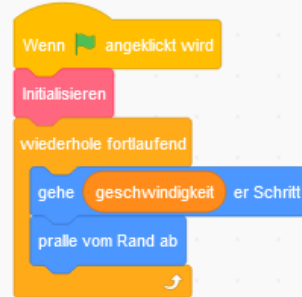 Wenn angeklickt wird
Initialisieren
wiederhole fortlaufend
gehe geschwindigkeit er Schritt
pralle vom Rand ab